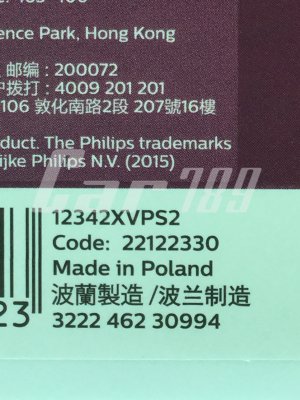 ence Park, Hong Kong
邮编 : 200072
户拨打 : 4009 201 201
106 敦化南路2段 207號16樓
duct. The Philips trademarks
ijke Philips N.V. (2015)
Car789
12342XVPS2
Code: 22122330
Made in Poland
23
波蘭製造 /波兰制造
3222 462 30994